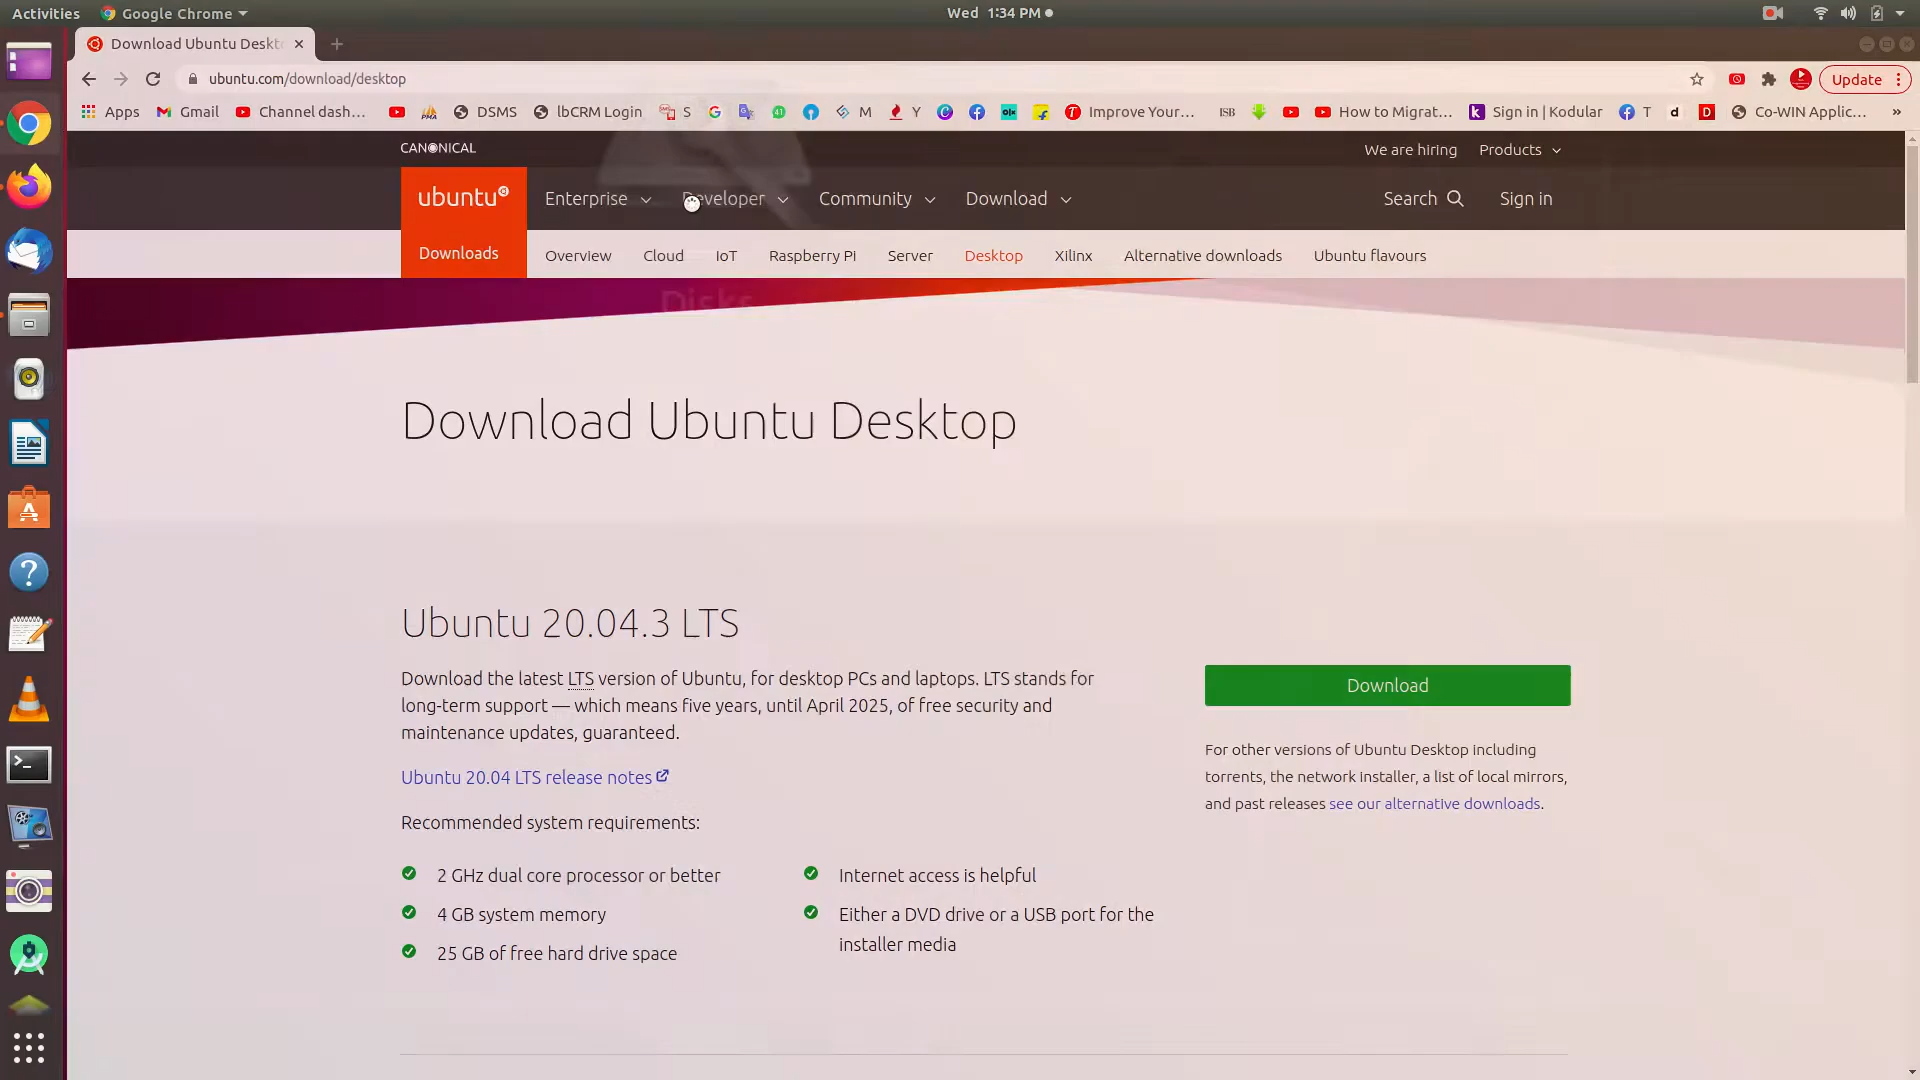 Activities
Google Chrome
Wed 1:34 PM
Download Ubuntu Deskt
ubuntu.com/download/desktop
Update
Apps
Gmail
Channel dash...
DSMS
lbCRM Login
S
M
Y
Improve Your...
ISB
How to Migrat...
Sign in | Kodular
T
d
D
Co-WIN Applic...
»
CANONICAL
We are hiring
Products
ubuntu
Enterprise
Developer
Community
Download
Search
Sign in
Downloads
Overview
Cloud
IoT
Raspberry Pi
Server
Desktop
Xilinx
Alternative downloads
Ubuntu flavours
Disks
Download Ubuntu Desktop
Ubuntu 20.04.3 LTS
Download the latest LTS version of Ubuntu, for desktop PCs and laptops. LTS stands for
long-term support — which means five years, until April 2025, of free security and
maintenance updates, guaranteed.
Ubuntu 20.04 LTS release notes
Recommended system requirements:
2 GHz dual core processor or better
4 GB system memory
25 GB of free hard drive space
Internet access is helpful
Either a DVD drive or a USB port for the
installer media
Download
For other versions of Ubuntu Desktop including
torrents, the network installer, a list of local mirrors,
and past releases see our alternative downloads.